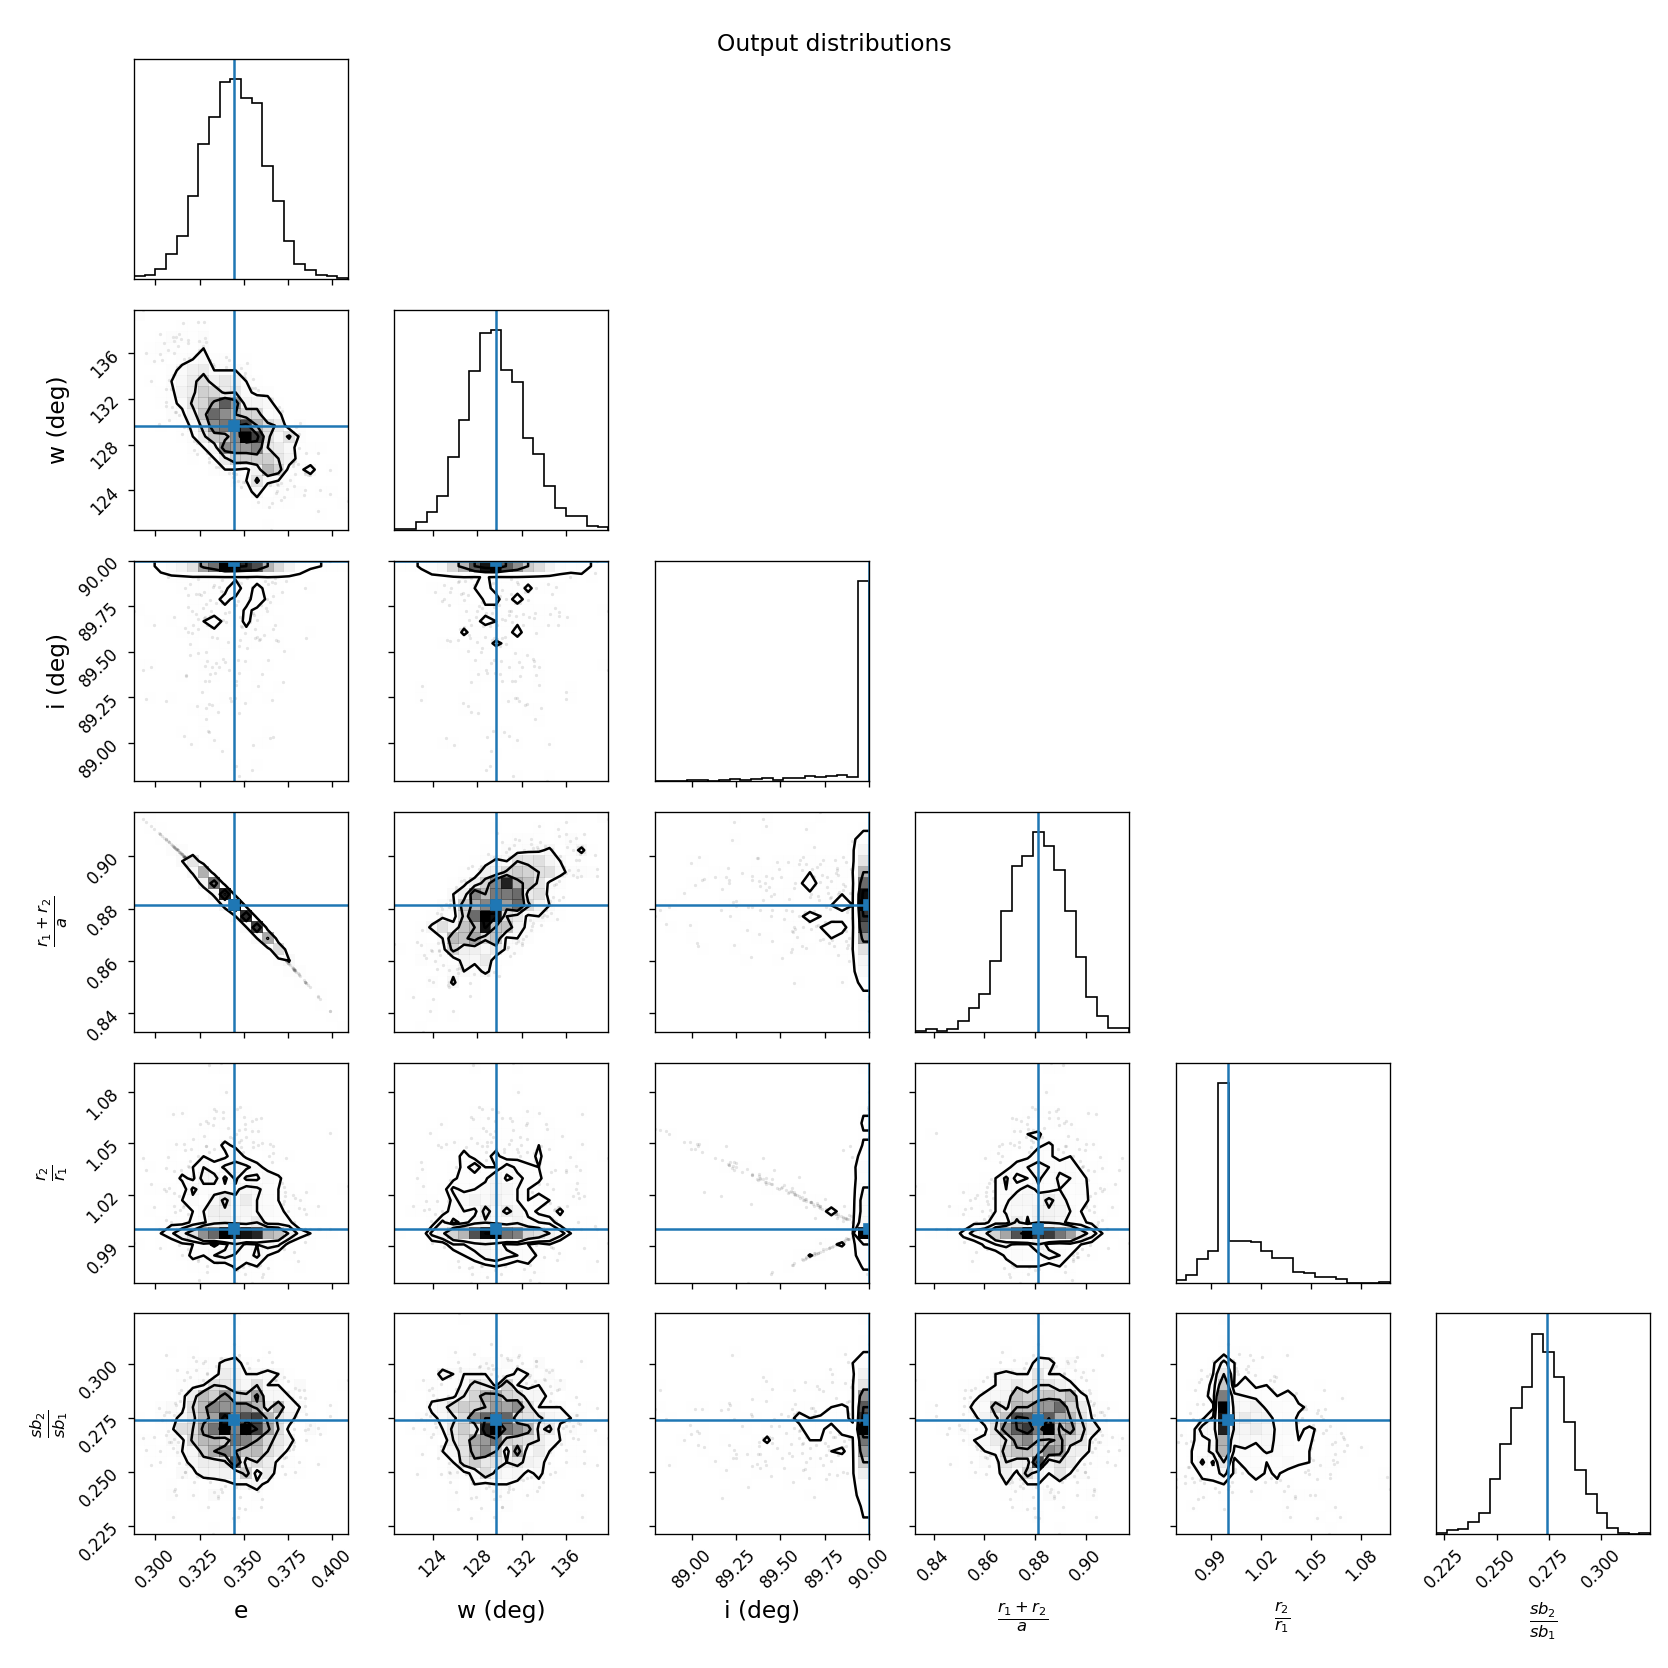 Output distributions
w (deg)
136
132
128
124
i (deg)
90.00
89.75
89.50
89.25
89.00
r₁ + r₂
a
0.90
0.88
0.86
0.84
r₂
r₁
1.08
1.05
1.02
0.99
sb₂
sb₁
0.300
0.275
0.250
0.225
0.300 0.325 0.350 0.375 0.400
124 128 132 136
89.00 89.25 89.50 89.75 90.00
0.84 0.86 0.88 0.90
0.99 1.02 1.05 1.08
0.225 0.250 0.275 0.300
e
w (deg)
i (deg)
r₁ + r₂
a
r₂
r₁
sb₂
sb₁